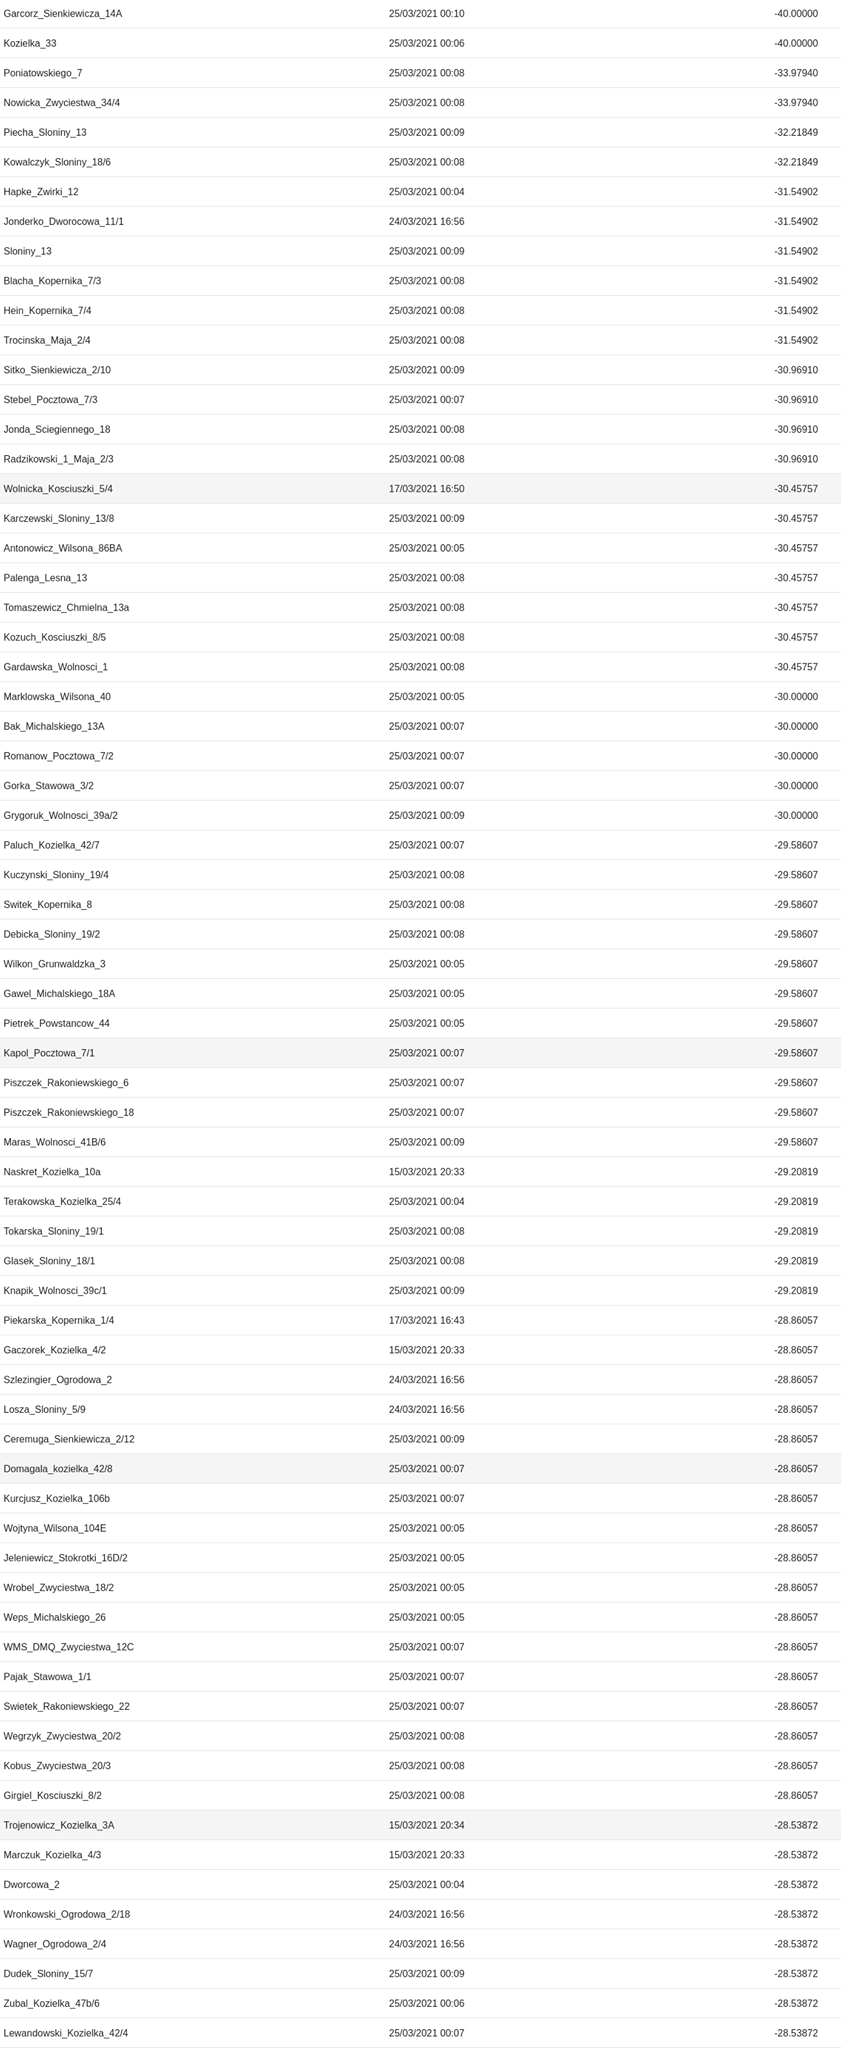 Garcorz_Sienkiewicza_14A 25/03/2021 00:10 -40.00000
Kozielka_33 25/03/2021 00:06 -40.00000
Poniatowskiego_7 25/03/2021 00:08 -33.97940
Nowicka_Zwyciestwa_34/4 25/03/2021 00:08 -33.97940
Piecha_Sloniny_13 25/03/2021 00:09 -32.21849
Kowalczyk_Sloniny_18/6 25/03/2021 00:08 -32.21849
Hapke_Zwirki_12 25/03/2021 00:04 -31.54902
Jonderko_Dworocowa_11/1 24/03/2021 16:56 -31.54902
Sloniny_13 25/03/2021 00:09 -31.54902
Blacha_Kopernika_7/3 25/03/2021 00:08 -31.54902
Hein_Kopernika_7/4 25/03/2021 00:08 -31.54902
Trocinska_Maja_2/4 25/03/2021 00:08 -31.54902
Sitko_Sienkiewicza_2/10 25/03/2021 00:09 -30.96910
Stebel_Pocztowa_7/3 25/03/2021 00:07 -30.96910
Jonda_Sciegiennego_18 25/03/2021 00:08 -30.96910
Radzikowski_1_Maja_2/3 25/03/2021 00:08 -30.96910
Wolnicka_Kosciuszki_5/4 17/03/2021 16:50 -30.45757
Karczewski_Sloniny_13/8 25/03/2021 00:09 -30.45757
Antonowicz_Wilsona_86BA 25/03/2021 00:05 -30.45757
Palenga_Lesna_13 25/03/2021 00:08 -30.45757
Tomaszewicz_Chmielna_13a 25/03/2021 00:08 -30.45757
Kozuch_Kosciuszki_8/5 25/03/2021 00:08 -30.45757
Gardawska_Wolnosci_1 25/03/2021 00:08 -30.45757
Marklowska_Wilsona_40 25/03/2021 00:05 -30.00000
Bak_Michalskiego_13A 25/03/2021 00:07 -30.00000
Romanow_Pocztowa_7/2 25/03/2021 00:07 -30.00000
Gorka_Stawowa_3/2 25/03/2021 00:07 -30.00000
Grygoruk_Wolnosci_39a/2 25/03/2021 00:09 -30.00000
Paluch_Kozielka_42/7 25/03/2021 00:07 -29.58607
Kuczynski_Sloniny_19/4 25/03/2021 00:08 -29.58607
Switek_Kopernika_8 25/03/2021 00:08 -29.58607
Debicka_Sloniny_19/2 25/03/2021 00:08 -29.58607
Wilkon_Grunwaldzka_3 25/03/2021 00:05 -29.58607
Gawel_Michalskiego_18A 25/03/2021 00:05 -29.58607
Pietrek_Powstancow_44 25/03/2021 00:05 -29.58607
Kapol_Pocztowa_7/1 25/03/2021 00:07 -29.58607
Piszczek_Rakoniewskiego_6 25/03/2021 00:07 -29.58607
Piszczek_Rakoniewskiego_18 25/03/2021 00:07 -29.58607
Maras_Wolnosci_41B/6 25/03/2021 00:09 -29.58607
Naskret_Kozielka_10a 15/03/2021 20:33 -29.20819
Terakowska_Kozielka_25/4 25/03/2021 00:04 -29.20819
Tokarska_Sloniny_19/1 25/03/2021 00:08 -29.20819
Glasek_Sloniny_18/1 25/03/2021 00:08 -29.20819
Knapik_Wolnosci_39c/1 25/03/2021 00:09 -29.20819
Piekarska_Kopernika_1/4 17/03/2021 16:43 -28.86057
Gaczorek_Kozielka_4/2 15/03/2021 20:33 -28.86057
Szlezingier_Ogrodowa_2 24/03/2021 16:56 -28.86057
Losza_Sloniny_5/9 24/03/2021 16:56 -28.86057
Ceremuga_Sienkiewicza_2/12 25/03/2021 00:09 -28.86057
Domagala_kozielka_42/8 25/03/2021 00:07 -28.86057
Kurcjusz_Kozielka_106b 25/03/2021 00:07 -28.86057
Wojtyna_Wilsona_104E 25/03/2021 00:05 -28.86057
Jeleniewicz_Stokrotki_16D/2 25/03/2021 00:05 -28.86057
Wrobel_Zwyciestwa_18/2 25/03/2021 00:05 -28.86057
Weps_Michalskiego_26 25/03/2021 00:05 -28.86057
WMS_DMQ_Zwyciestwa_12C 25/03/2021 00:07 -28.86057
Pajak_Stawowa_1/1 25/03/2021 00:07 -28.86057
Swietek_Rakoniewskiego_22 25/03/2021 00:07 -28.86057
Wegrzyk_Zwyciestwa_20/2 25/03/2021 00:08 -28.86057
Kobus_Zwyciestwa_20/3 25/03/2021 00:08 -28.86057
Girgiel_Kosciuszki_8/2 25/03/2021 00:08 -28.86057
Trojenowicz_Kozielka_3A 15/03/2021 20:34 -28.53872
Marczuk_Kozielka_4/3 15/03/2021 20:33 -28.53872
Dworcowa_2 25/03/2021 00:04 -28.53872
Wronkowski_Ogrodowa_2/18 24/03/2021 16:56 -28.53872
Wagner_Ogrodowa_2/4 24/03/2021 16:56 -28.53872
Dudek_Sloniny_15/7 25/03/2021 00:09 -28.53872
Zubal_Kozielka_47b/6 25/03/2021 00:06 -28.53872
Lewandowski_Kozielka_42/4 25/03/2021 00:07 -28.53872